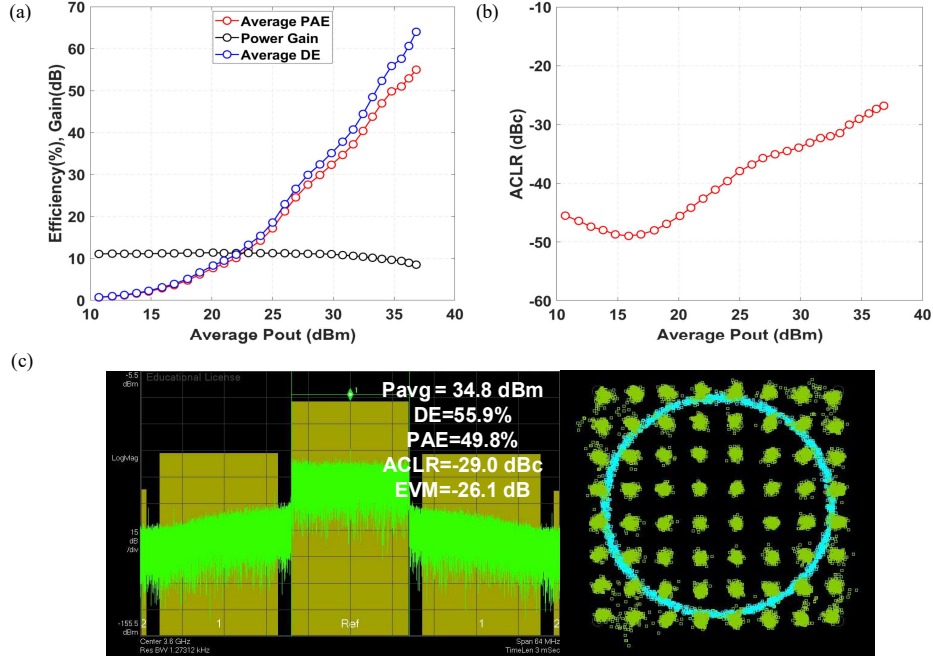 (a)
Average PAE
Power Gain
Average DE
70
60
50
40
30
20
10
0
10
15
20
25
30
35
40
Efficiency(%), Gain(dB)
Average Pout (dBm)
(b)
-10
-20
-30
-40
-50
-60
10
15
20
25
30
35
40
ACLR (dBc)
Average Pout (dBm)
(c)
-5.5
dBm
Educational License
1
Pavg = 34.8 dBm
DE=55.9%
PAE=49.8%
ACLR=-29.0 dBc
EVM=-26.1 dB
LogMag
15
dB
/div
-155.5
dBm
2
1
Ref
1
2
Center 3.6 GHz
Span 64 MHz
Res BW 1.27312 kHz
TimeLen 3 mSec